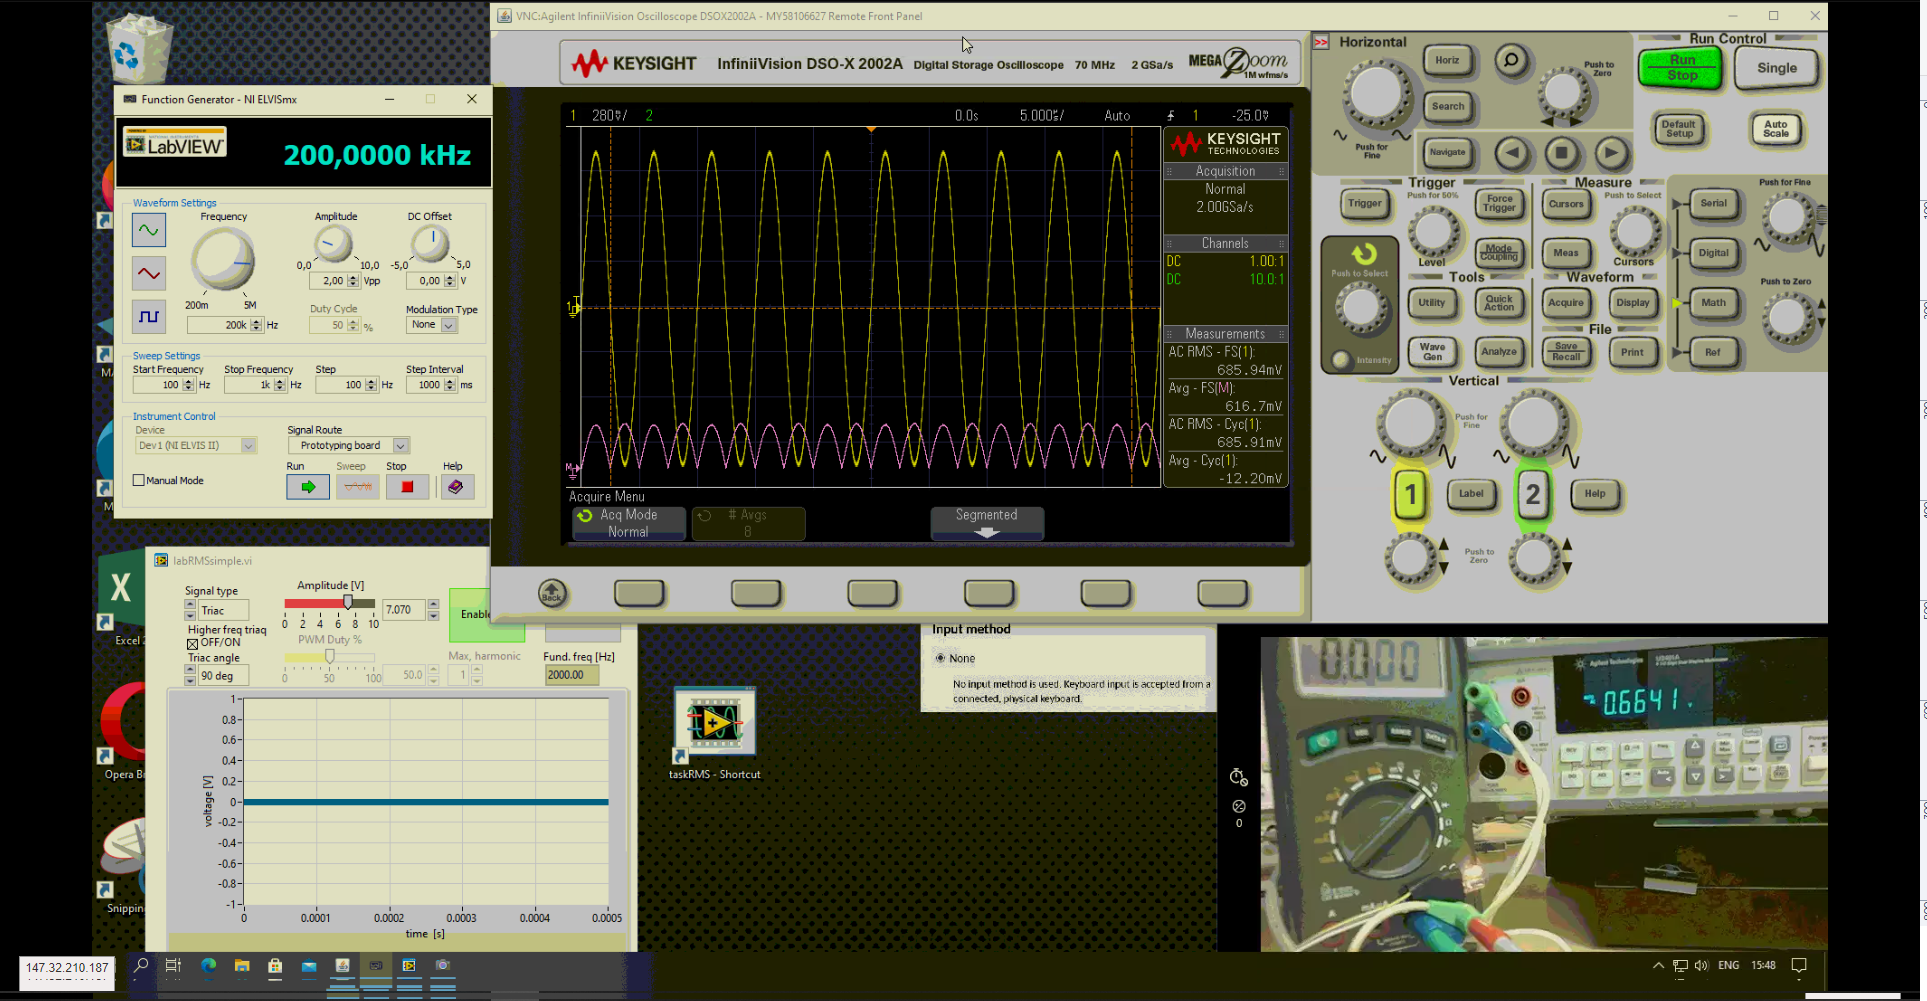 VNC:Agilent InfiniiVision Oscilloscope DSOX2002A - MY58106627 Remote Front Panel
KEYSIGHT InfiniiVision DSO-X 2002A Digital Storage Oscilloscope 70 MHz 2 GSa/s MEGA Zoom
1M wfms/s
Function Generator - NI ELVISmx
LabVIEW
200,0000 kHz
Waveform Settings
Frequency Amplitude DC Offset
0,0 10,0 -5,0 5,0
2,00 Vpp 0,00 V
200m 5M
Duty Cycle Modulation Type
200k Hz 50 % None
Sweep Settings
Start Frequency Stop Frequency Step Step Interval
100 Hz 1k Hz 100 Hz 1000 ms
Instrument Control
Device Signal Route
Dev1 (NI ELVIS II) Prototyping board
Run Sweep Stop Help
Manual Mode
1 280 / 2 0.0s 5.000 / Auto 1 -25.0
KEYSIGHT
TECHNOLOGIES
Acquisition
Normal
2.00GSa/s
Channels
DC 1.00:1
DC 10.0:1
Measurements
AC RMS - FS(1):
685.94mV
Avg - FS(M):
616.7mV
AC RMS - Cyc(1):
685.91mV
Avg - Cyc(1):
-12.20mV
Acquire Menu
Acq Mode
Normal
# Avgs
8
Segmented
Back
Horizontal
Horiz
Search
Navigate
Push for Fine
Push to Zero
Run Control
Run
Stop
Single
Default
Setup
Auto
Scale
Trigger
Trigger
Push for 50%
Level
Force
Trigger
Mode
Coupling
Measure
Cursors
Meas
Push to Select
Cursors
Push to Select
Intensity
Tools
Utility
Quick
Action
Wave
Gen
Analyze
Waveform
Acquire
Display
File
Save
Recall
Print
Serial
Digital
Math
Ref
Push for Fine
Push to Zero
Vertical
Push for Fine
1
Label
2
Help
Push to Zero
labRMSsimple.vi
Signal type
Triac
Higher freq triaq
OFF/ON
Triac angle
90 deg
Amplitude [V]
7.070
0 2 4 6 8 10
PWM Duty %
0 50 100
50.0
Max, harmonic
1
Fund. freq [Hz]
2000.00
voltage [V]
1
0.8
0.6
0.4
0.2
0
-0.2
-0.4
-0.6
-0.8
-1
0 0.0001 0.0002 0.0003 0.0004 0.0005
time [s]
Input method
None
No input method is used. Keyboard input is accepted from a
connected, physical keyboard.
taskRMS - Shortcut
Excel 2
Opera Br
Snippin
0
0.6641
Agilent Technologies
147.32.210.187
ENG 15:48